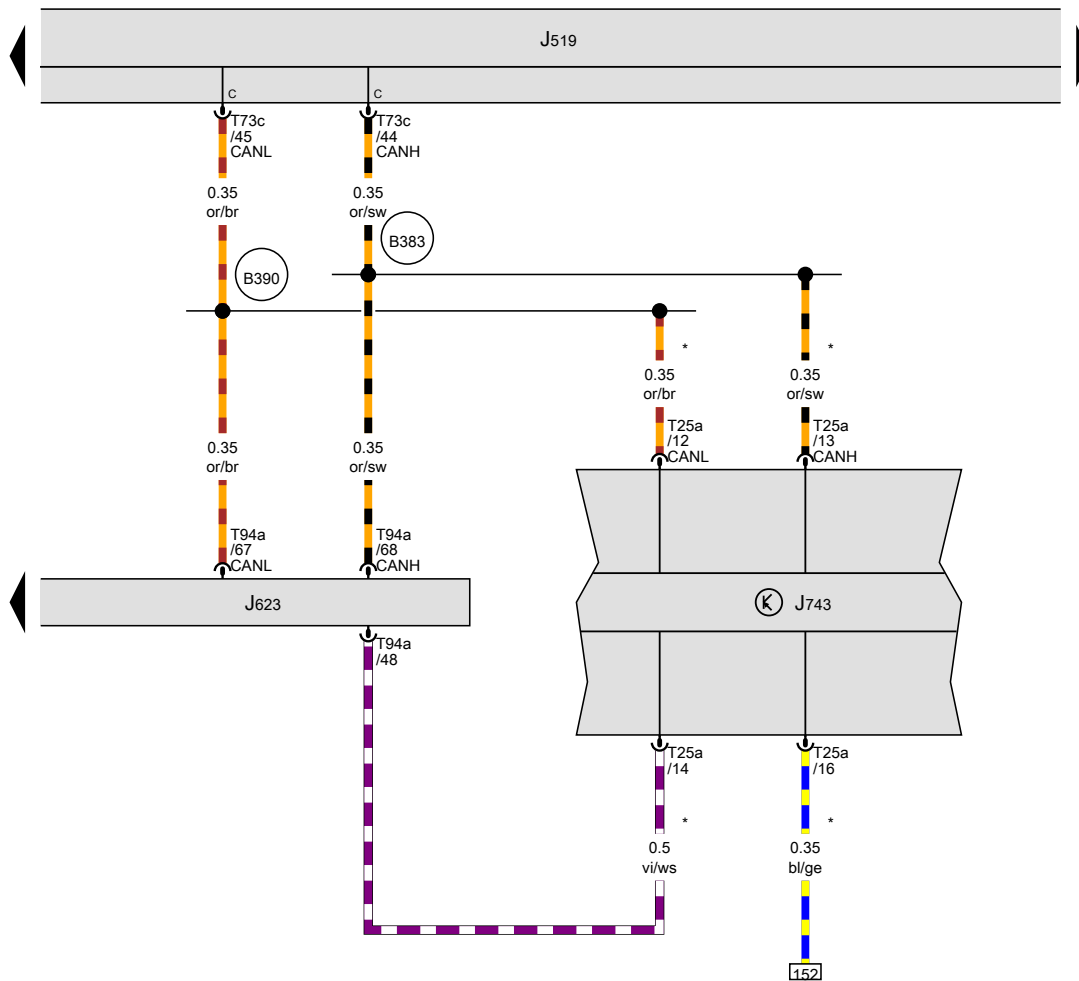 J519
C
C
T73c
/45
CANL
T73c
/44
CANH
0.35
or/br
0.35
or/sw
B383
B390
*
*
0.35
or/br
0.35
or/sw
T25a
/12
CANL
T25a
/13
CANH
0.35
or/br
0.35
or/sw
T94a
/67
CANL
T94a
/68
CANH
J623
J743
T94a
/48
T25a
/14
T25a
/16
*
*
0.5
vi/ws
0.35
bl/ge
152